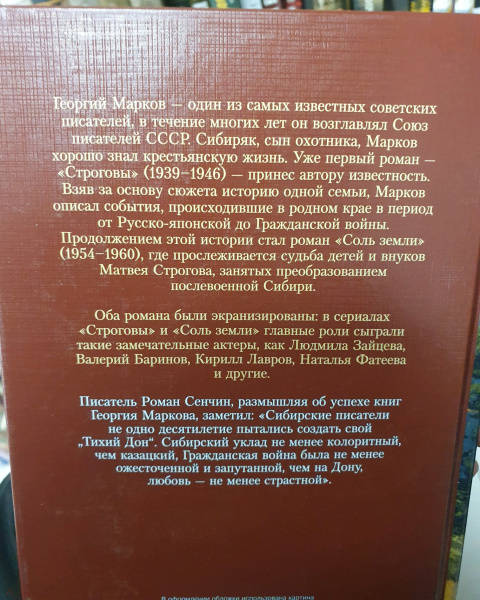 Георгий Марков — один из самых известных советских
писателей, в течение многих лет он возглавлял Союз
писателей СССР. Сибиряк, сын охотника, Марков
хорошо знал крестьянскую жизнь. Уже первый роман —
«Строговы» (1939–1946) — принес автору известность.
Взяв за основу сюжета историю одной семьи, Марков
описал события, происходившие в родном крае в период
от Русско-японской до Гражданской войны.
Продолжением этой истории стал роман «Соль земли»
(1954–1960), где прослеживается судьба детей и внуков
Матвея Строгова, занятых преобразованием
послевоенной Сибири.
Оба романа были экранизированы: в сериалах
«Строговы» и «Соль земли» главные роли сыграли
такие замечательные актеры, как Людмила Зайцева,
Валерий Баринов, Кирилл Лавров, Наталья Фатеева
и другие.
Писатель Роман Сенчин, размышляя об успехе книг
Георгия Маркова, заметил: «Сибирские писатели
не одно десятилетие пытались создать свой
„Тихий Дон“. Сибирский уклад не менее колоритный,
чем казацкий, Гражданская война была не менее
ожесточенной и запутанной, чем на Дону,
любовь — не менее страстной».
В оформлении обложки использована картина